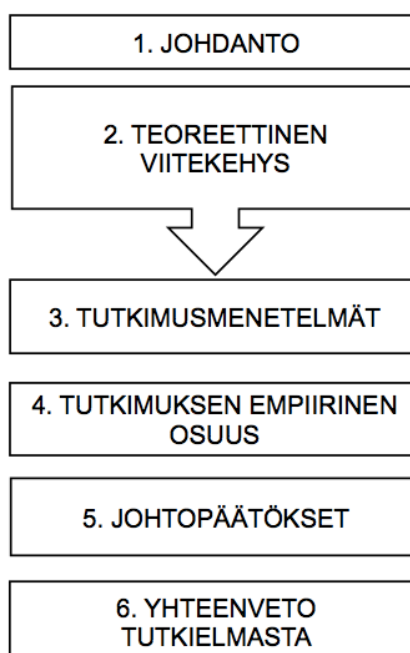 1. JOHDANTO
2. TEOREETTINEN
VIITEKEHYS
3. TUTKIMUSMENETELMÄT
4. TUTKIMUKSEN EMPIIRINEN
OSUUS
5. JOHTOPÄÄTÖKSET
6. YHTEENVETO
TUTKIELMASTA